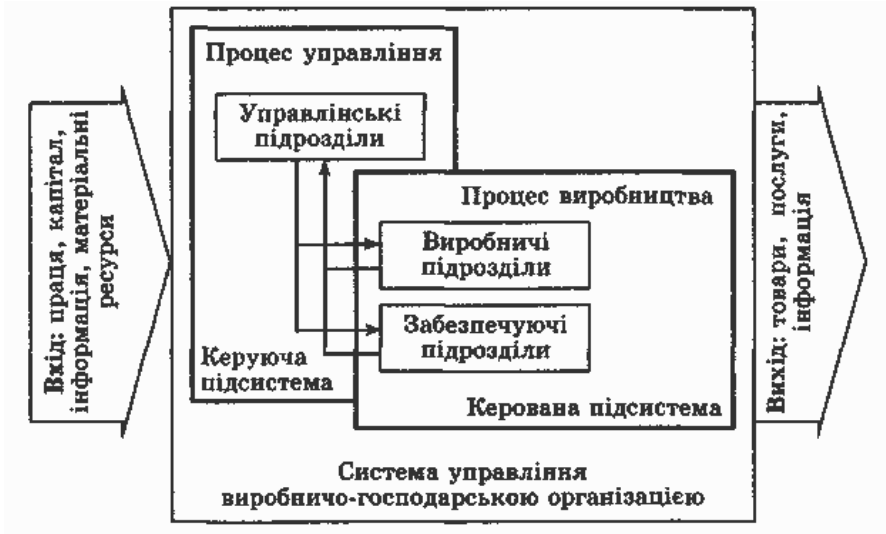 Вхід: праця, капітал,
інформація, матеріальні
ресурси
Процес управління
Управлінські
підрозділи
Процес виробництва
Виробничі
підрозділи
Забезпечуючі
підрозділи
Керуюча
підсистема
Керована підсистема
Система управління
виробничо-господарською організацією
Вихід: товари, послуги,
інформація